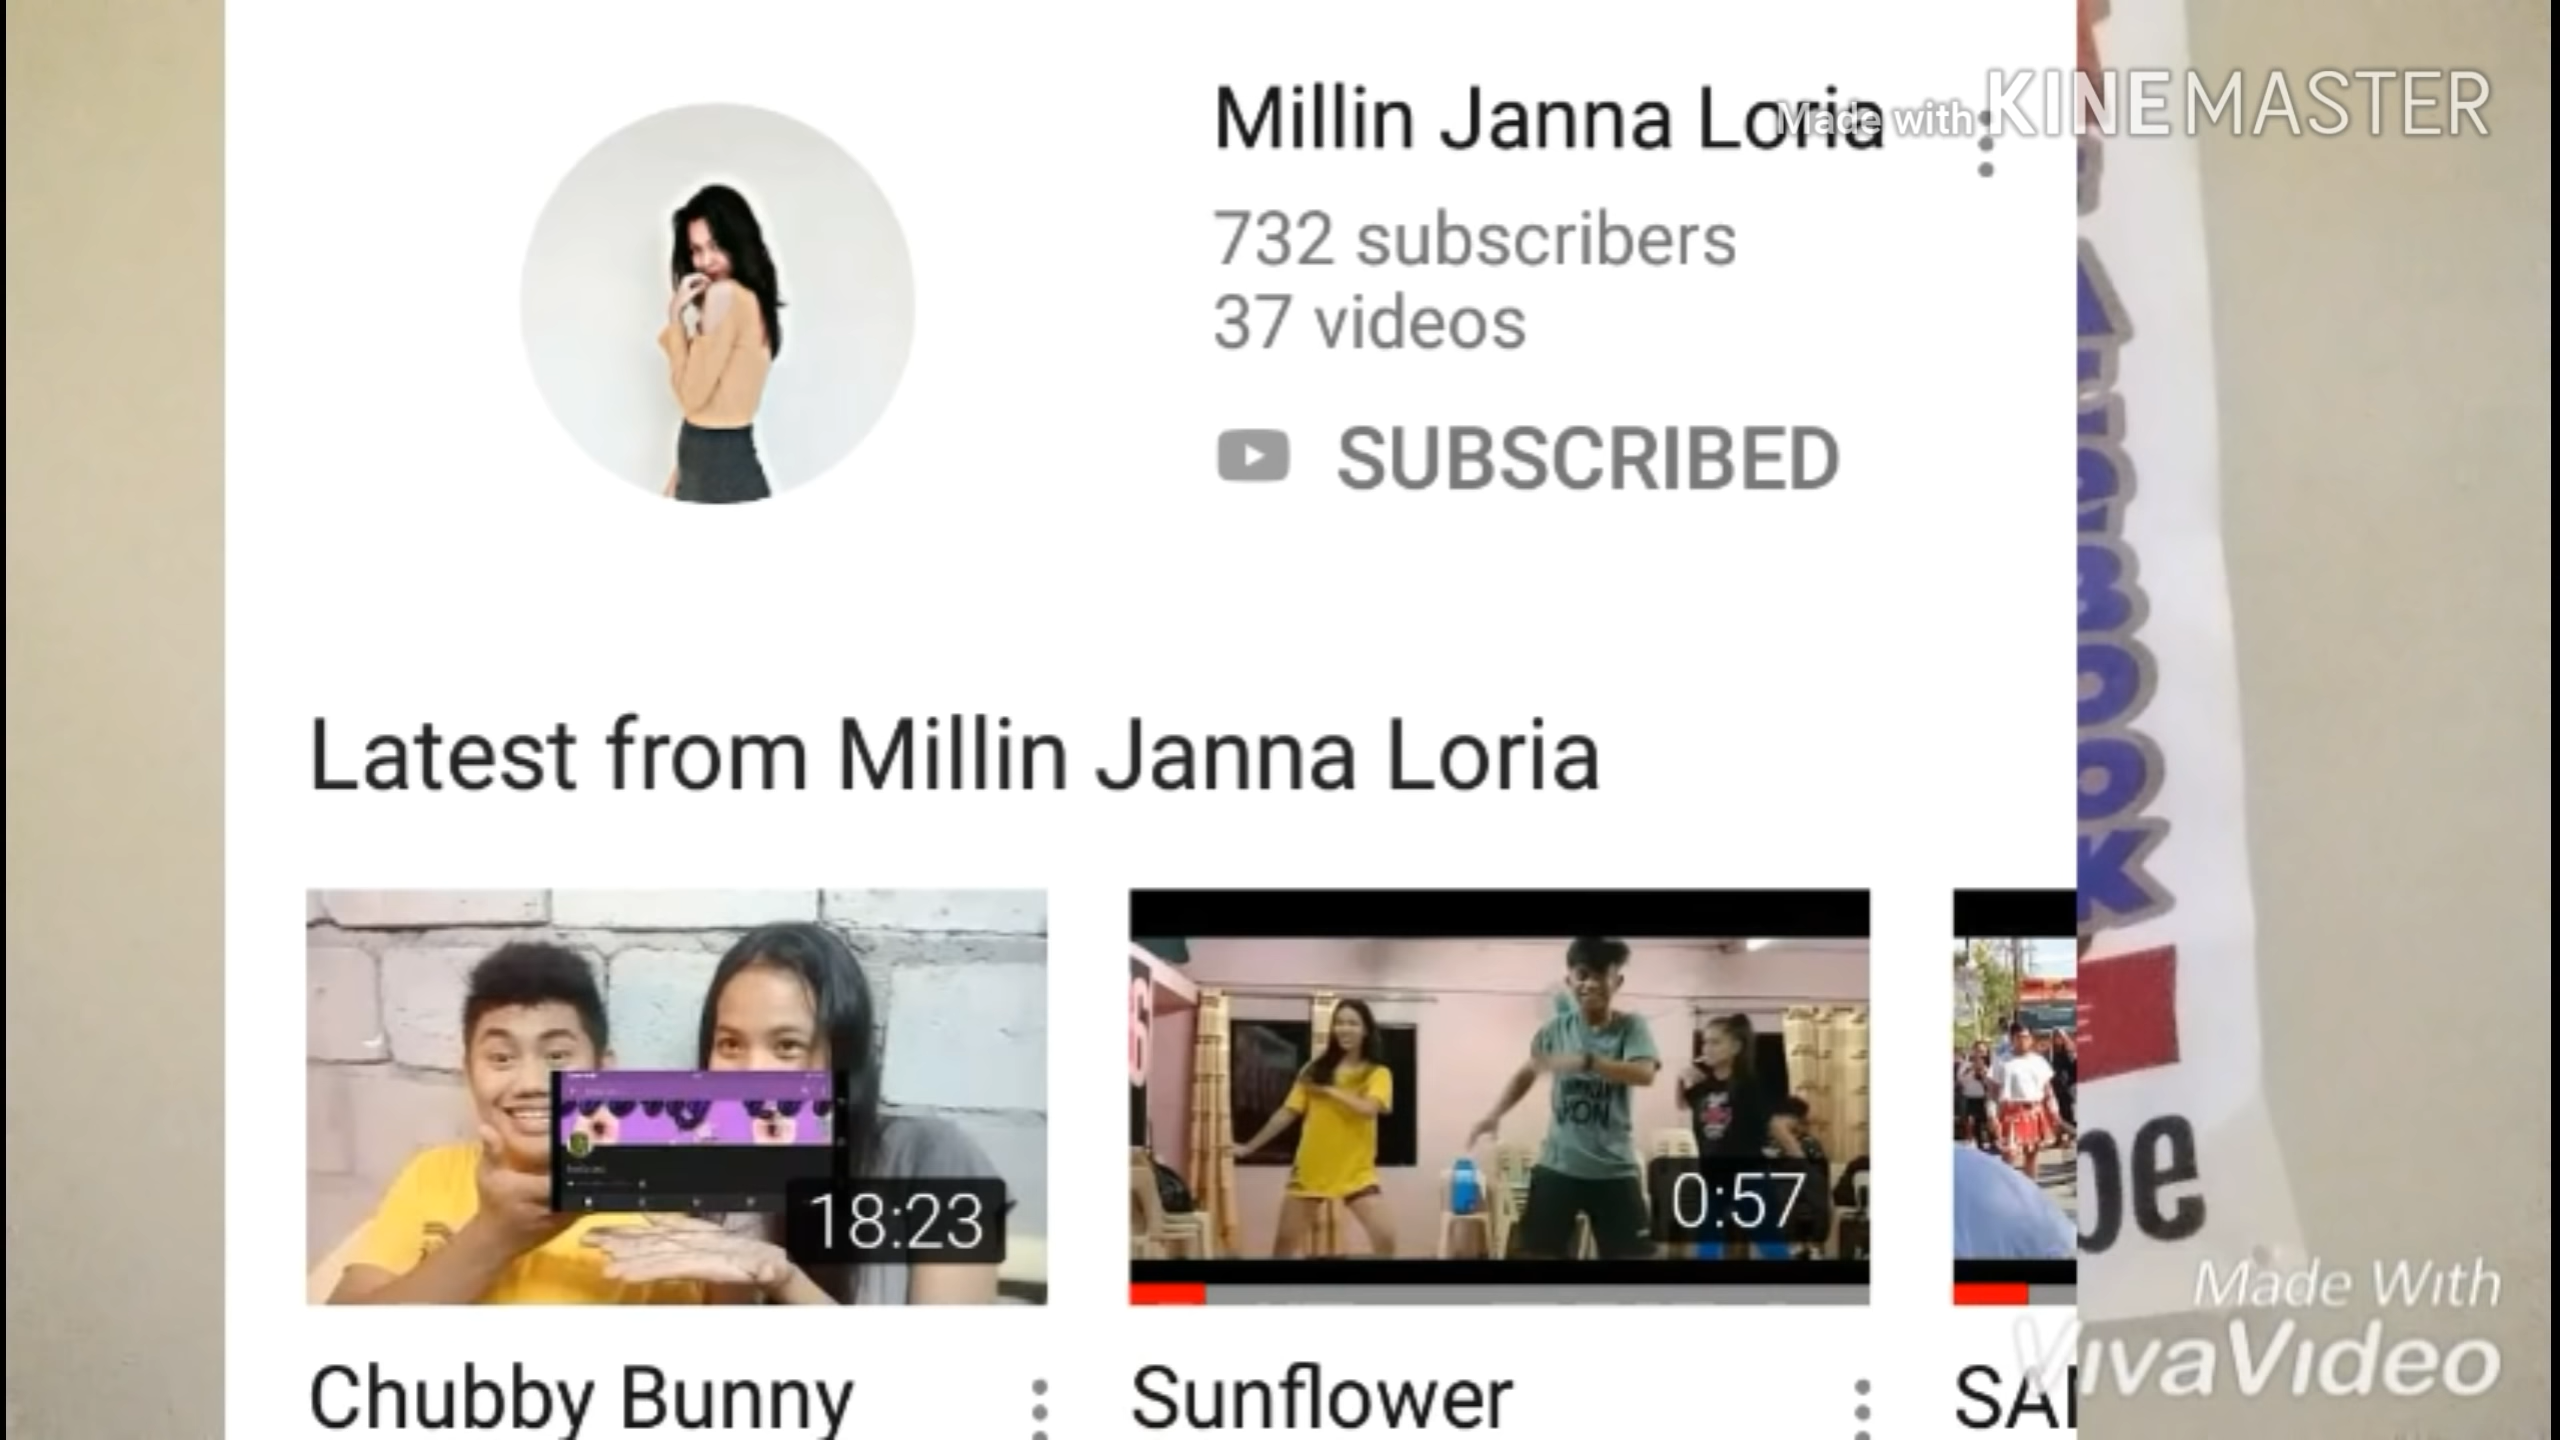 Millin Janna Loria
Made with KINEMASTER
732 subscribers
37 videos
SUBSCRIBED
Latest from Millin Janna Loria
18:23
0:57
Chubby Bunny
Sunflower
be
Made With
VivaVideo